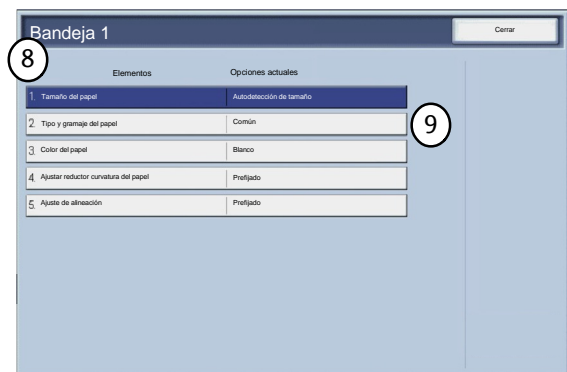 Bandeja 1
Cerrar
8
Elementos
Opciones actuales
1. Tamaño del papel
Autodetección de tamaño
2. Tipo y gramaje del papel
Común
9
3. Color del papel
Blanco
4. Ajustar reductor curvatura del papel
Prefijado
5. Ajuste de alineación
Prefijado